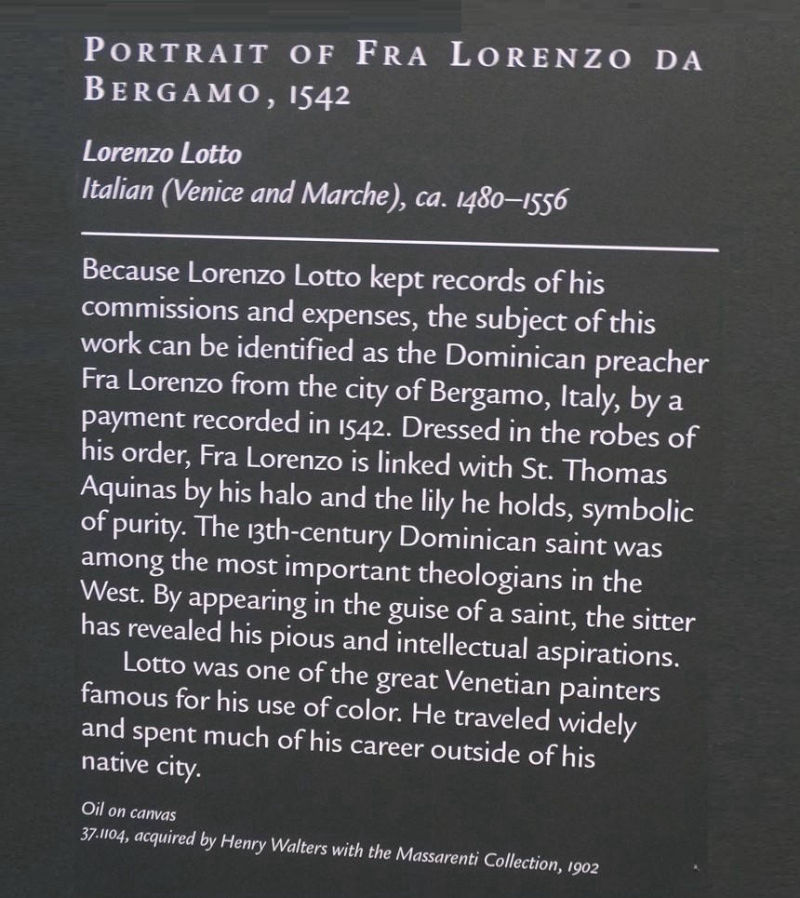 PORTRAIT OF FRA LORENZO DA
BERGAMO, 1542
Lorenzo Lotto
Italian (Venice and Marche), ca. 1480–1556
Because Lorenzo Lotto kept records of his
commissions and expenses, the subject of this
work can be identified as the Dominican preacher
Fra Lorenzo from the city of Bergamo, Italy, by a
payment recorded in 1542. Dressed in the robes of
his order, Fra Lorenzo is linked with St. Thomas
Aquinas by his halo and the lily he holds, symbolic
of purity. The 13th-century Dominican saint was
among the most important theologians in the
West. By appearing in the guise of a saint, the sitter
has revealed his pious and intellectual aspirations.
Lotto was one of the great Venetian painters
famous for his use of color. He traveled widely
and spent much of his career outside of his
native city.
Oil on canvas
37.1104, acquired by Henry Walters with the Massarenti Collection, 1902